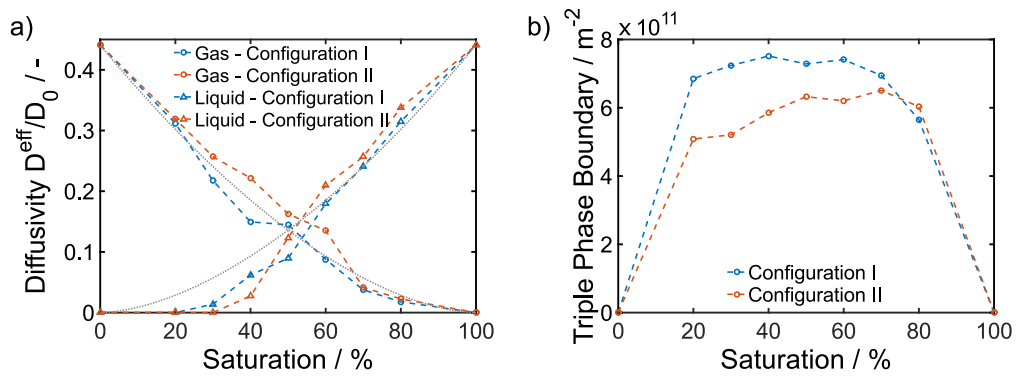 a)
Diffusivity D^eff/D_0 / -
0.4
0.3
0.2
0.1
0
Gas - Configuration I
Gas - Configuration II
Liquid - Configuration I
Liquid - Configuration II
0 20 40 60 80 100
Saturation / %
b)
× 10^11
Triple Phase Boundary / m^-2
8
6
4
2
0
Configuration I
Configuration II
0 20 40 60 80 100
Saturation / %